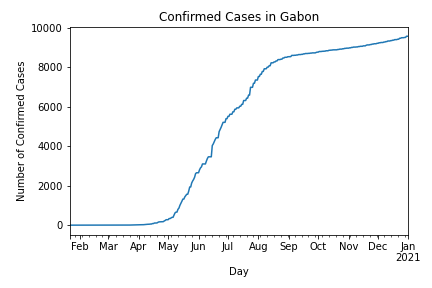 Confirmed Cases in Gabon
Number of Confirmed Cases
10000
8000
6000
4000
2000
0
Feb Mar Apr May Jun Jul Aug Sep Oct Nov Dec Jan
2021
Day